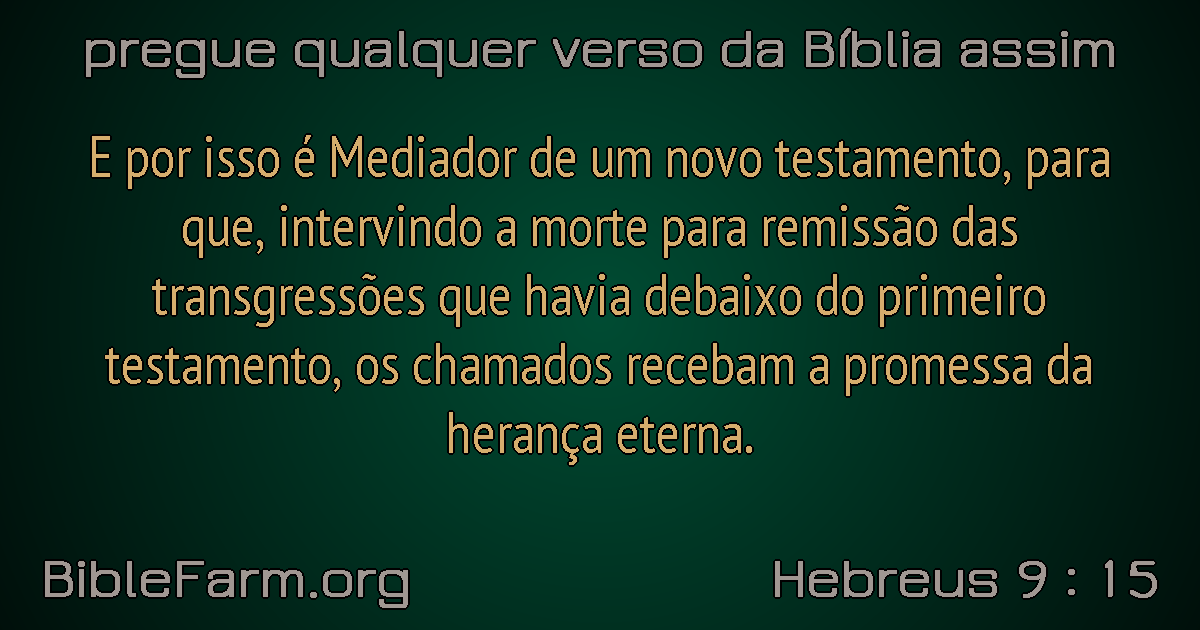 pregue qualquer verso da Bíblia assim
E por isso é Mediador de um novo testamento, para
que, intervindo a morte para remissão das
transgressões que havia debaixo do primeiro
testamento, os chamados recebam a promessa da
herança eterna.
BibleFarm.org
Hebreus 9 : 15